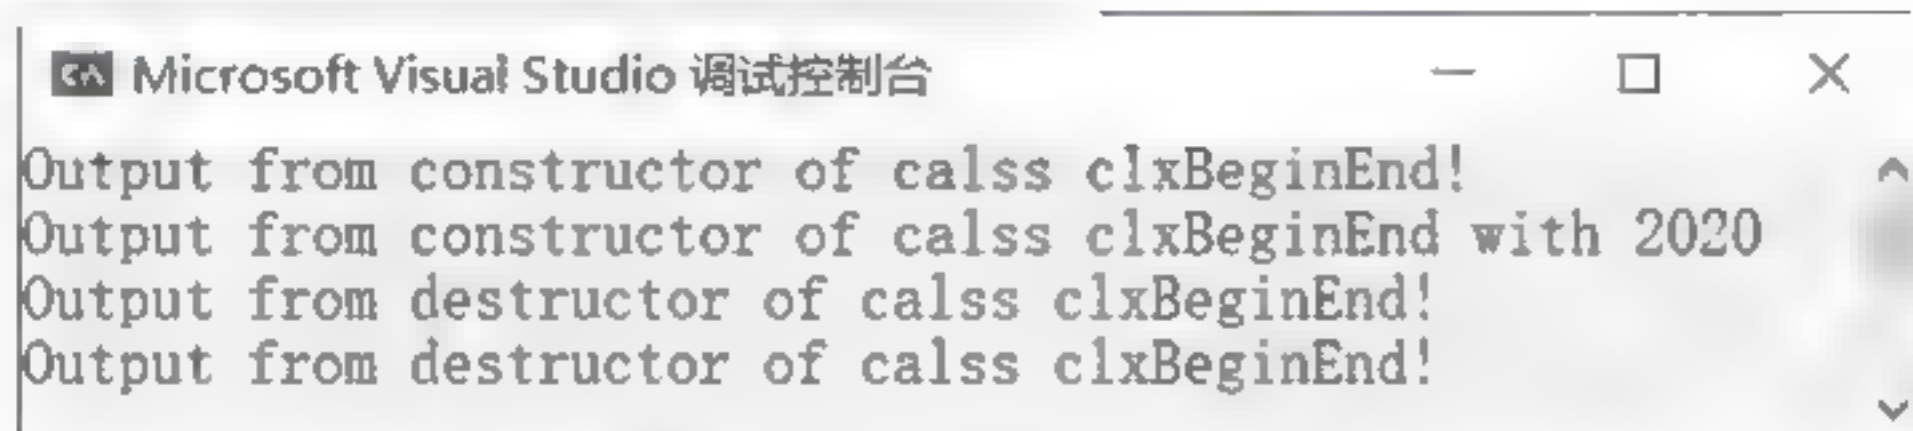 Microsoft Visual Studio 调试控制台
Output from constructor of calss clxBeginEnd!
Output from constructor of calss clxBeginEnd with 2020
Output from destructor of calss clxBeginEnd!
Output from destructor of calss clxBeginEnd!